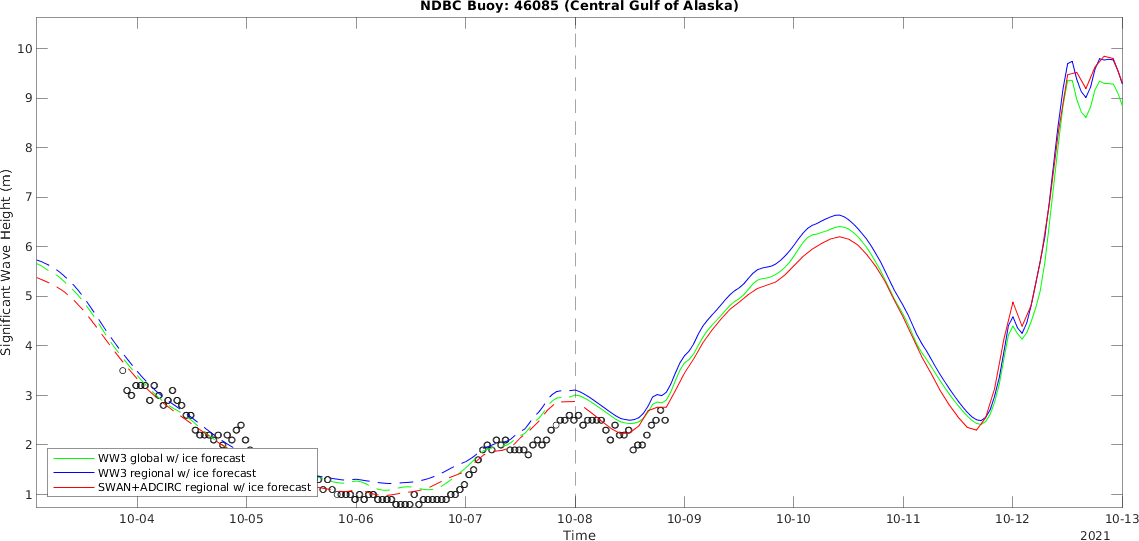 NDBC Buoy: 46085 (Central Gulf of Alaska)
Significant Wave Height (m)
10
9
8
7
6
5
4
3
2
1
WW3 global w/ ice forecast
WW3 regional w/ ice forecast
SWAN+ADCIRC regional w/ ice forecast
10-04 10-05 10-06 10-07 10-08 10-09 10-10 10-11 10-12 10-13
Time
2021